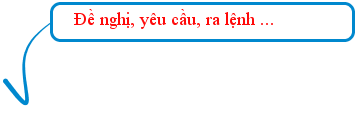 Đề nghị, yêu cầu, ra lệnh ...